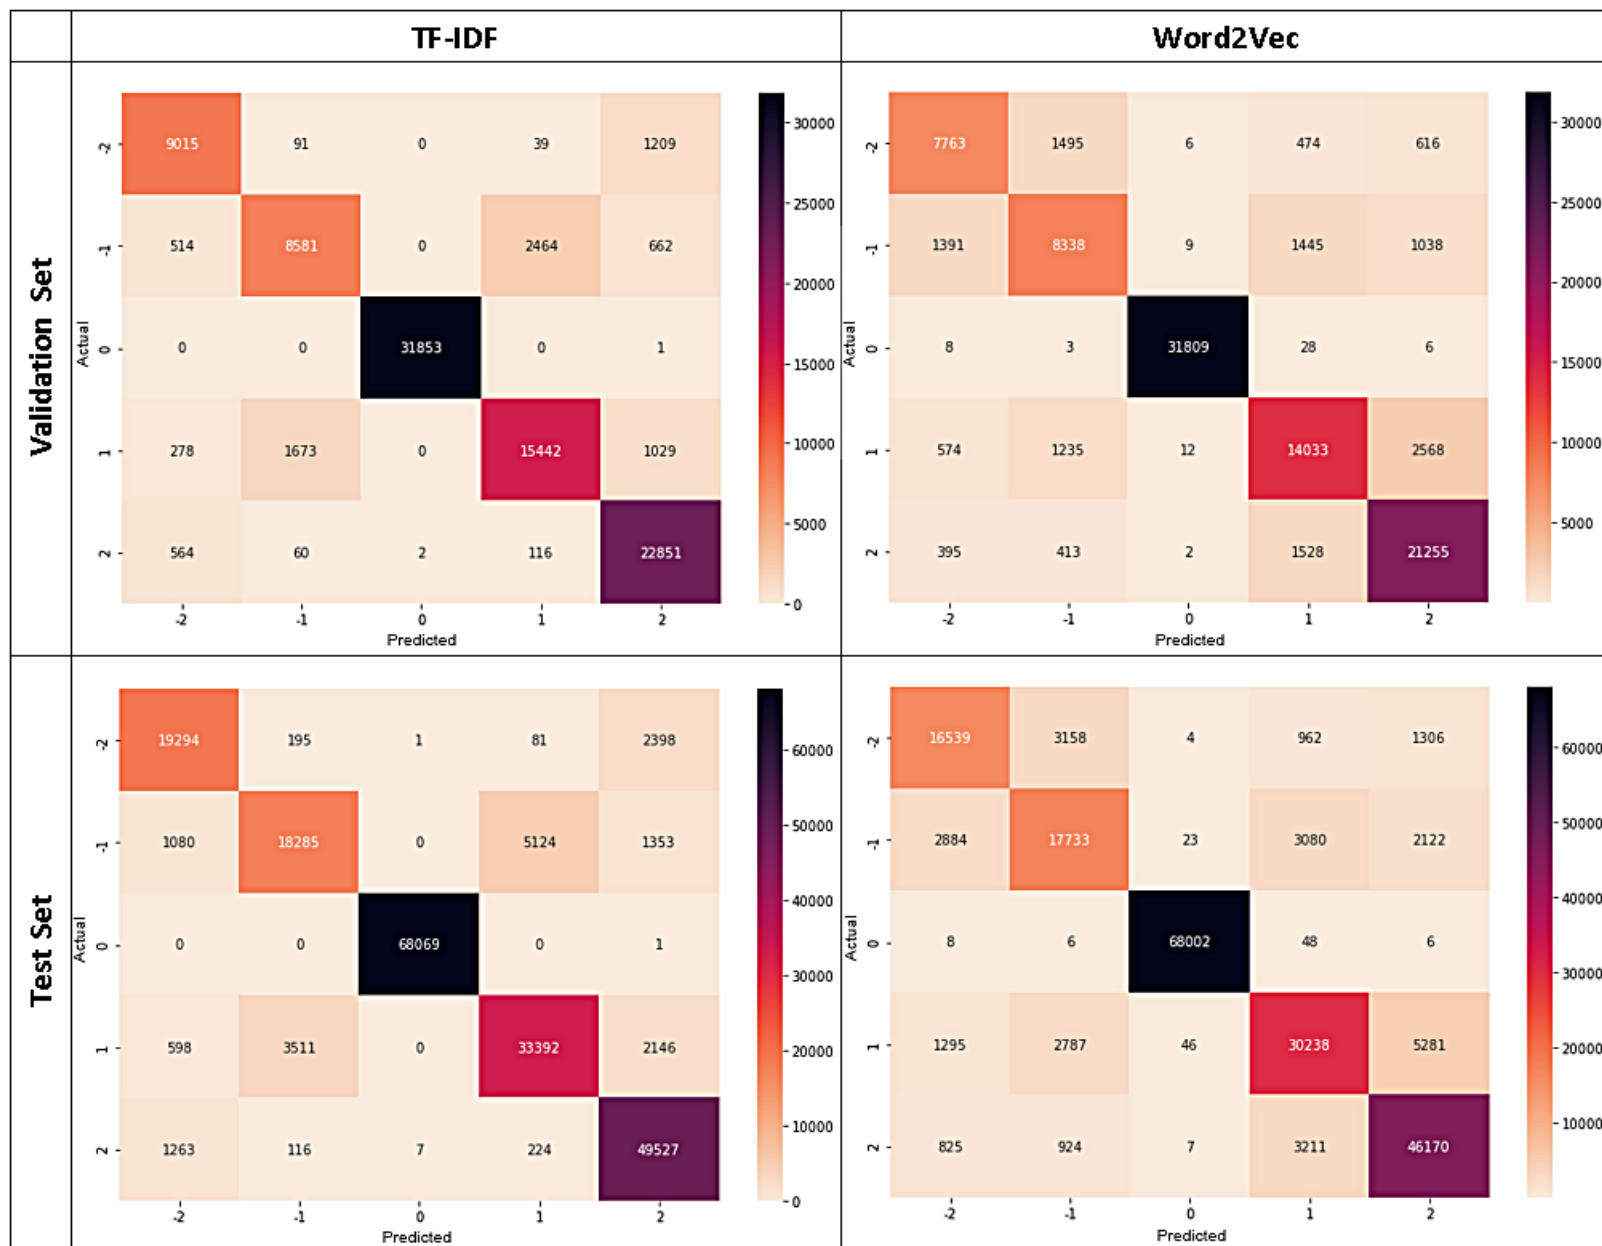 TF-IDF
Word2Vec
Validation Set
Actual
-2 9015 91 0 39 1209
-1 514 8581 0 2464 662
0 0 0 31853 0 1
1 278 1673 0 15442 1029
2 564 60 2 116 22851
-2 -1 0 1 2
Predicted
30000
25000
20000
15000
10000
5000
0
Actual
-2 7763 1495 6 474 616
-1 1391 8338 9 1445 1038
0 8 3 31809 28 6
1 574 1235 12 14033 2568
2 395 413 2 1528 21255
-2 -1 0 1 2
Predicted
30000
25000
20000
15000
10000
5000
Test Set
Actual
-2 19294 195 1 81 2398
-1 1080 18285 0 5124 1353
0 0 0 68069 0 1
1 598 3511 0 33392 2146
2 1263 116 7 224 49527
-2 -1 0 1 2
Predicted
60000
50000
40000
30000
20000
10000
0
Actual
-2 16539 3158 4 962 1306
-1 2884 17733 23 3080 2122
0 8 6 68002 48 6
1 1295 2787 46 30238 5281
2 825 924 7 3211 46170
-2 -1 0 1 2
Predicted
60000
50000
40000
30000
20000
10000